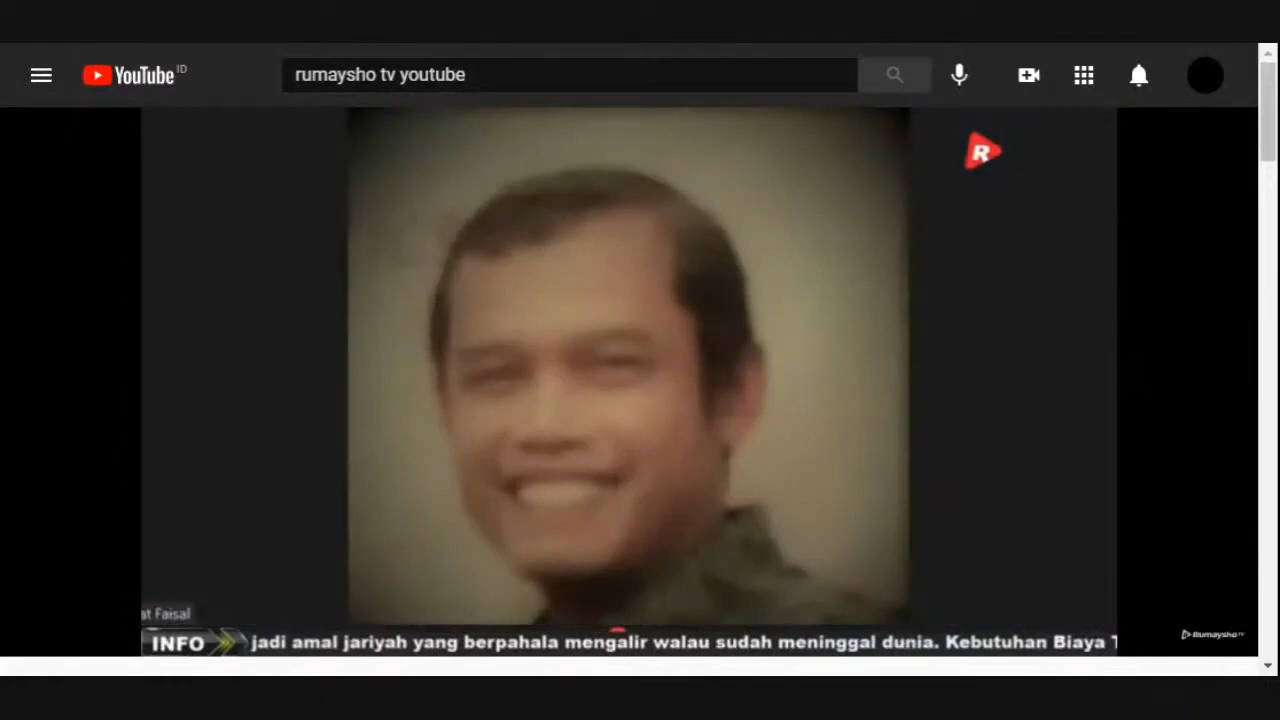 YouTube ID
rumaysho tv youtube
R
at Faisal
INFO jadi amal jariyah yang berpahala mengalir walau sudah meninggal dunia. Kebutuhan Biaya T
Rumaysho TV